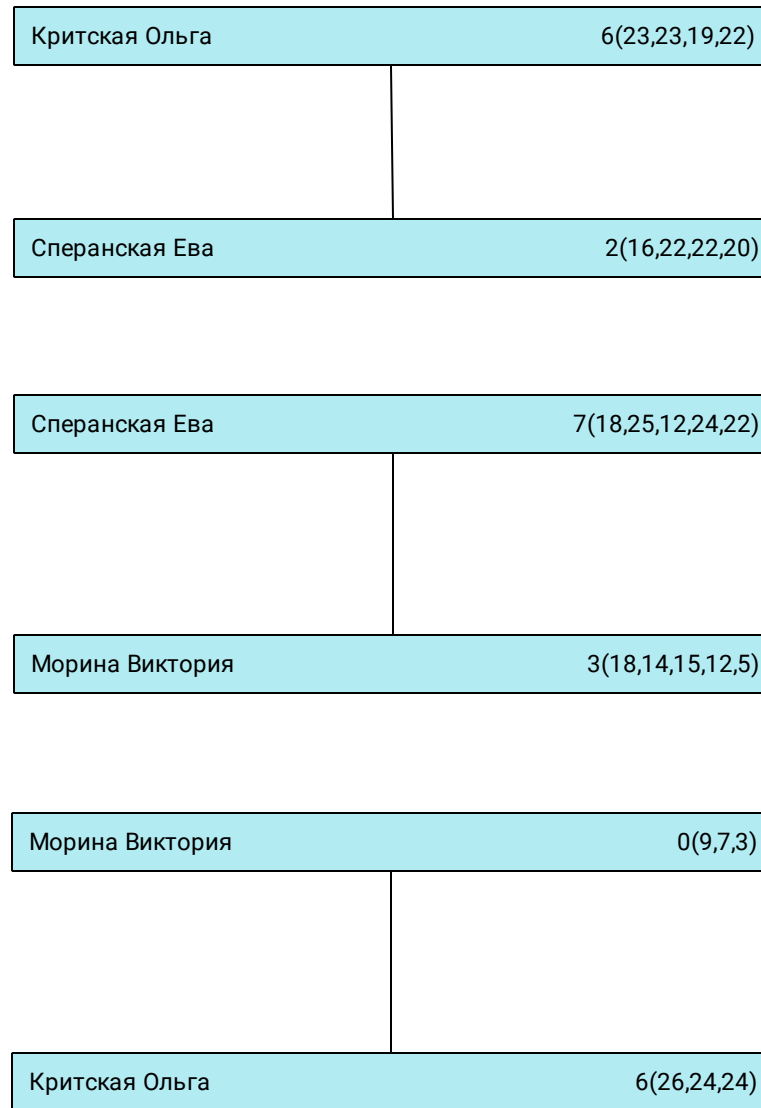 Критская Ольга 6(23,23,19,22)
Сперанская Ева 2(16,22,22,20)
Сперанская Ева 7(18,25,12,24,22)
Морина Виктория 3(18,14,15,12,5)
Морина Виктория 0(9,7,3)
Критская Ольга 6(26,24,24)